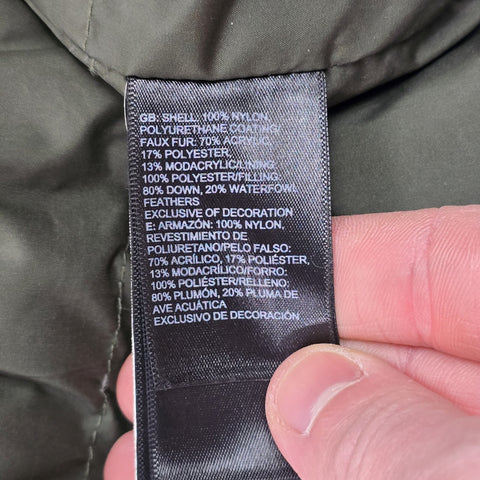 GB: SHELL: 100% NYLON,
POLYURETHANE COATING/
FAUX FUR: 70% ACRYLIC,
17% POLYESTER,
13% MODACRYLIC/LINING:
100% POLYESTER/FILLING:
80% DOWN, 20% WATERFOWL
FEATHERS
EXCLUSIVE OF DECORATION
E: ARMAZÓN: 100% NYLON,
REVESTIMIENTO DE
POLIURETANO/PELO FALSO:
70% ACRÍLICO, 17% POLIÉSTER,
13% MODACRÍLICO/FORRO:
100% POLIÉSTER/RELLENO:
80% PLUMÓN, 20% PLUMA DE
AVE ACUÁTICA
EXCLUSIVO DE DECORACIÓN